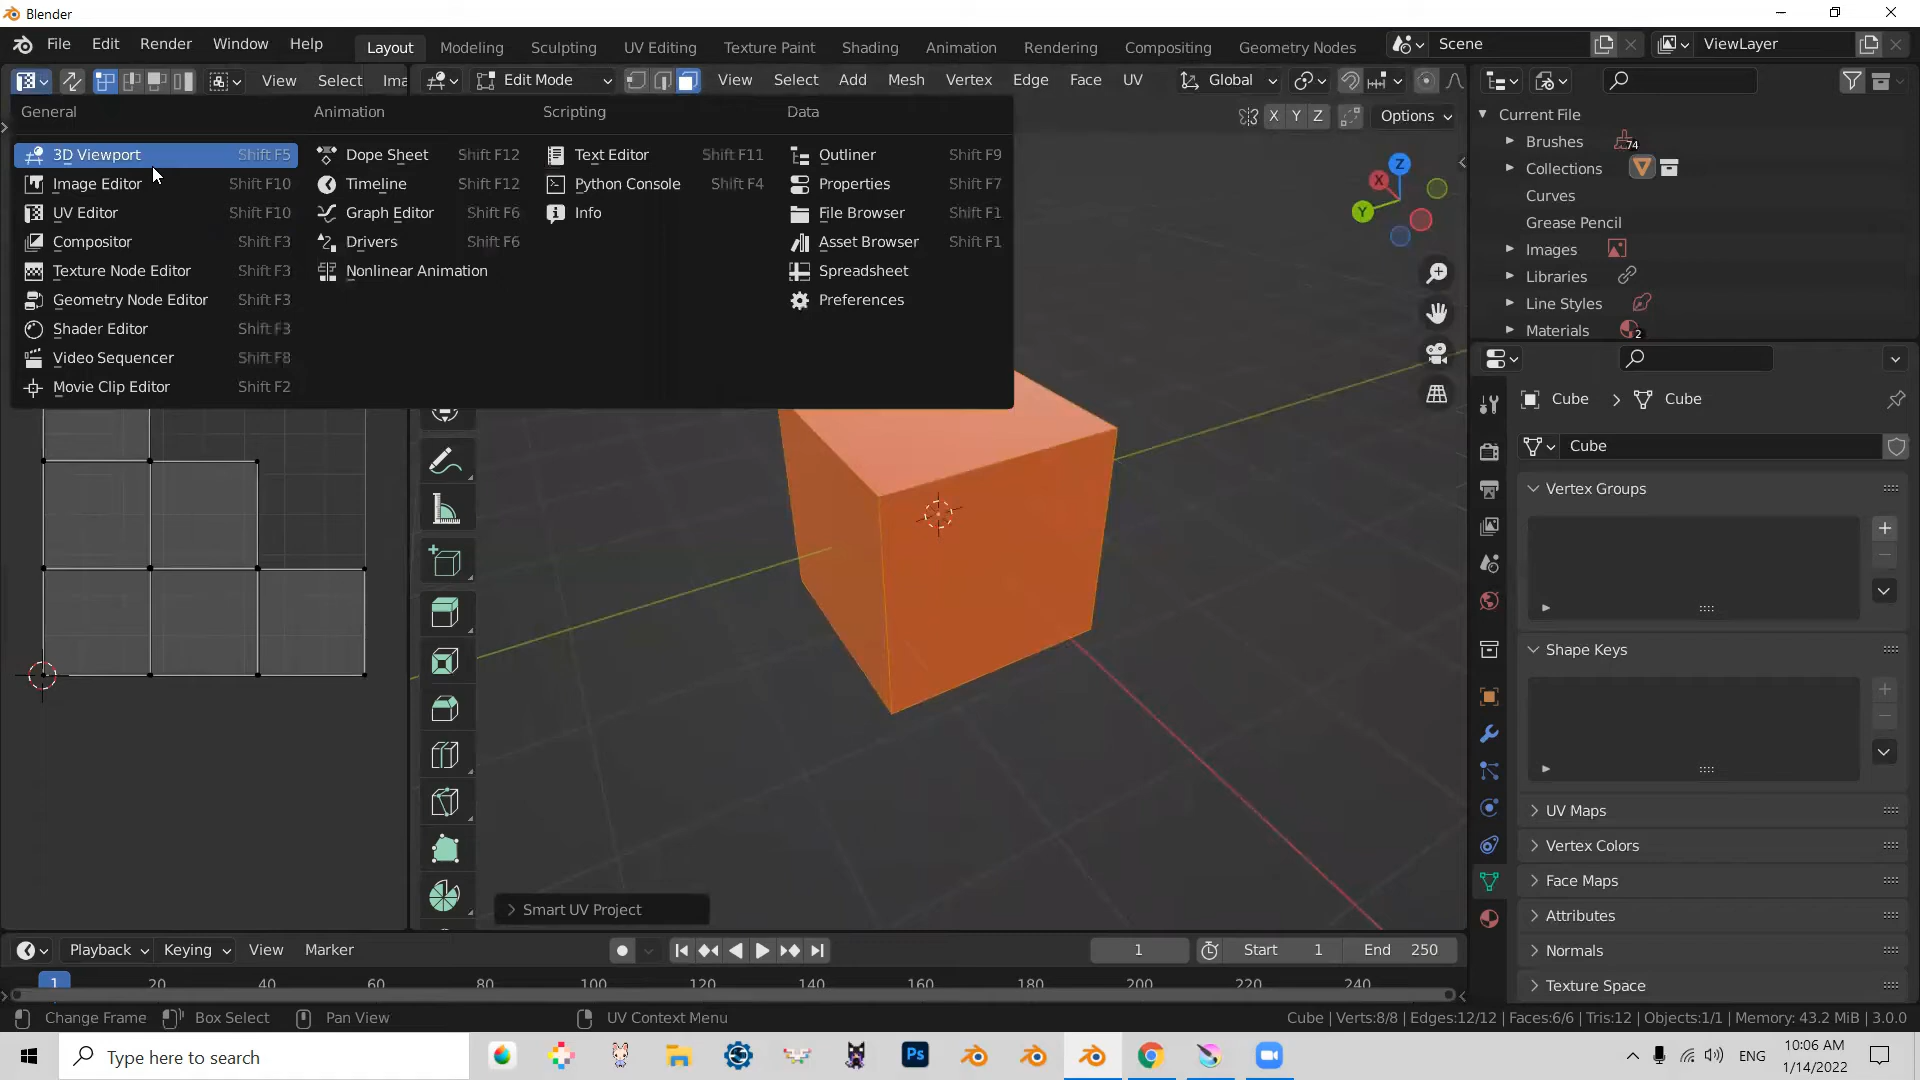 Blender
File Edit Render Window Help Layout Modeling Sculpting UV Editing Texture Paint Shading Animation Rendering Compositing Geometry Nodes Scene ViewLayer
View Select Ima Edit Mode View Select Add Mesh Vertex Edge Face UV Global
General Animation Scripting Data X Y Z Options
3D Viewport Shift F5 Dope Sheet Shift F12 Text Editor Shift F11 Outliner Shift F9
Image Editor Shift F10 Timeline Shift F12 Python Console Shift F4 Properties Shift F7
UV Editor Shift F10 Graph Editor Shift F6 Info File Browser Shift F1
Compositor Shift F3 Drivers Shift F6 Asset Browser Shift F1
Texture Node Editor Shift F3 Nonlinear Animation Spreadsheet
Geometry Node Editor Shift F3 Preferences
Shader Editor Shift F3
Video Sequencer Shift F8
Movie Clip Editor Shift F2
Z
X
Y
Current File
Brushes 74
Collections
Curves
Grease Pencil
Images
Libraries
Line Styles
Materials 2
Cube > Cube
Cube
Vertex Groups
Shape Keys
UV Maps
Vertex Colors
Face Maps
Attributes
Normals
Texture Space
Smart UV Project
Playback Keying View Marker 1 Start 1 End 250
1 20 40 60 80 100 120 140 160 180 200 220 240
Change Frame Box Select Pan View UV Context Menu Cube | Verts:8/8 | Edges:12/12 | Faces:6/6 | Tris:12 | Objects:1/1 | Memory: 43.2 MiB | 3.0.0
Type here to search Ps ENG 10:06 AM
1/14/2022